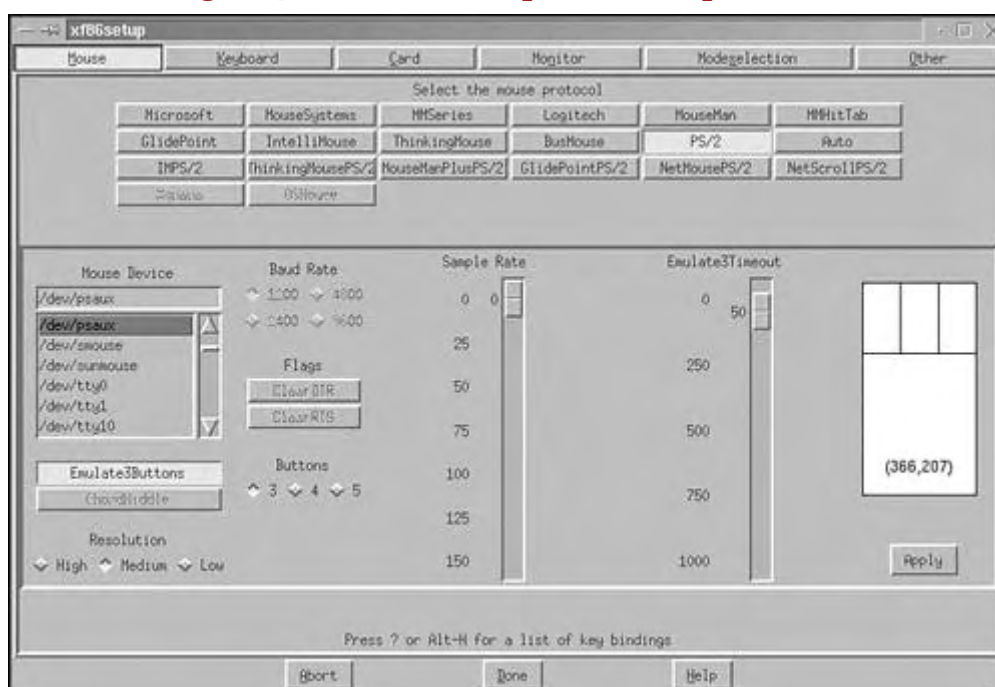 xf86setup
Mouse Keyboard Card Monitor Modeselection Other
Select the mouse protocol
Microsoft MouseSystems MMSeries Logitech MouseMan MMHitTab
GlidePoint IntelliMouse ThinkingMouse BusMouse PS/2 Auto
IMPS/2 ThinkingMousePS/2 MouseManPlusPS/2 GlidePointPS/2 NetMousePS/2 NetScrollPS/2
OSMouse
Mouse Device
/dev/psaux
/dev/psaux
/dev/smouse
/dev/sunmouse
/dev/tty0
/dev/tty1
/dev/tty10
Emulate3Buttons
ChordMiddle
Resolution
High Medium Low
Baud Rate
1200 4800
2400 9600
Flags
ClearDTR
ClearRTS
Buttons
3 4 5
Sample Rate
0 0
25
50
75
100
125
150
Emulate3Timeout
0
50
250
500
750
1000
(366,207)
Apply
Press ? or Alt-H for a list of key bindings
Abort Done Help